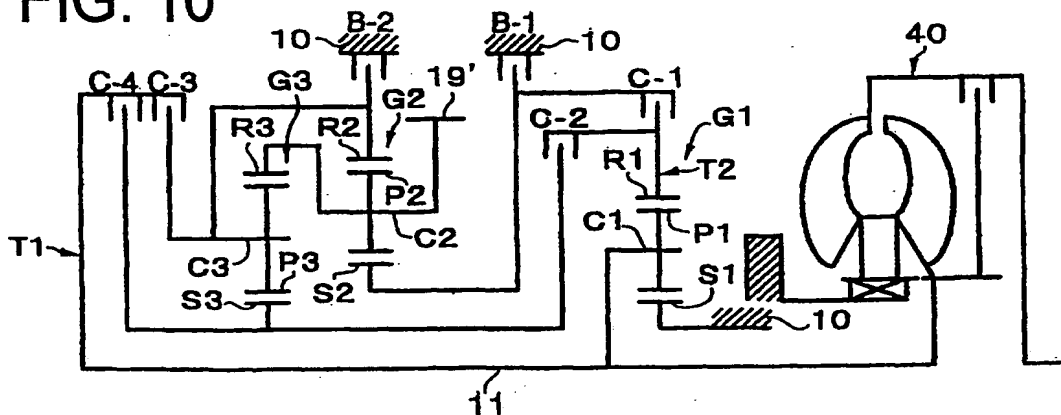 FIG. 10
B-2 B-1
10 10 40
C-4 C-3 19' C-1
G3 G2 C-2
R3 R2 G1
R1 T2
P2
T1 C2 C1 P1
C3 P3 S2 S1
S3 10
11